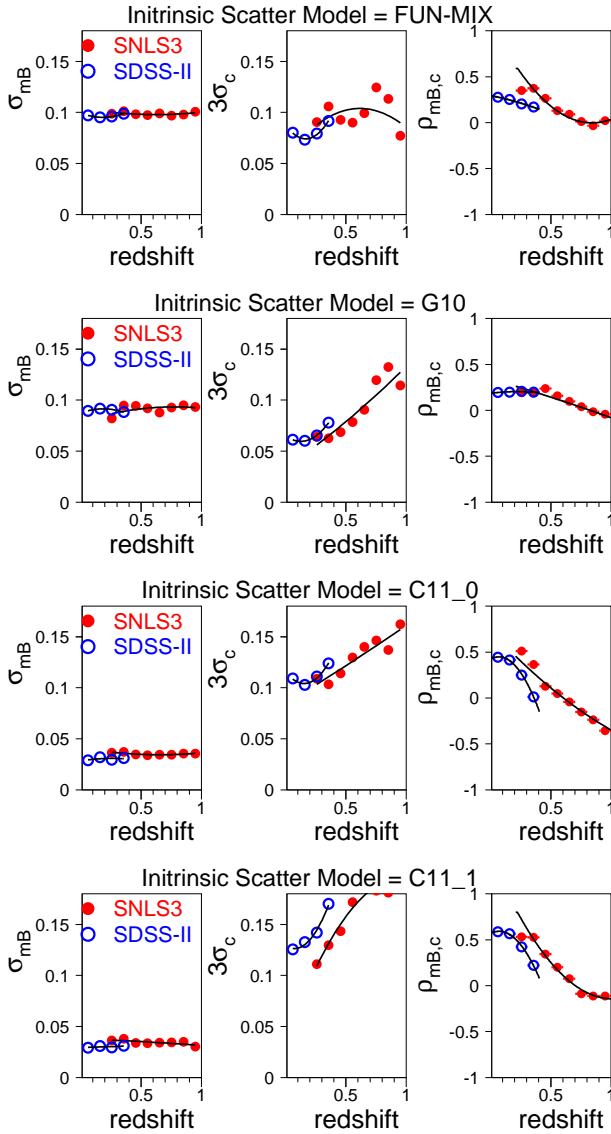 Initrinsic Scatter Model = FUN-MIX
σmB
0.15
0.1
0.05
0
SNLS3
SDSS-II
0.5
1
redshift
3σc
0.15
0.1
0.05
0
0.5
1
redshift
ρmB,c
1
0.5
0
-0.5
-1
0.5
1
redshift
Initrinsic Scatter Model = G10
σmB
0.15
0.1
0.05
0
SNLS3
SDSS-II
0.5
1
redshift
3σc
0.15
0.1
0.05
0
0.5
1
redshift
ρmB,c
1
0.5
0
-0.5
-1
0.5
1
redshift
Initrinsic Scatter Model = C11_0
σmB
0.15
0.1
0.05
0
SNLS3
SDSS-II
0.5
1
redshift
3σc
0.15
0.1
0.05
0
0.5
1
redshift
ρmB,c
1
0.5
0
-0.5
-1
0.5
1
redshift
Initrinsic Scatter Model = C11_1
σmB
0.15
0.1
0.05
0
SNLS3
SDSS-II
0.5
1
redshift
3σc
0.15
0.1
0.05
0
0.5
1
redshift
ρmB,c
1
0.5
0
-0.5
-1
0.5
1
redshift